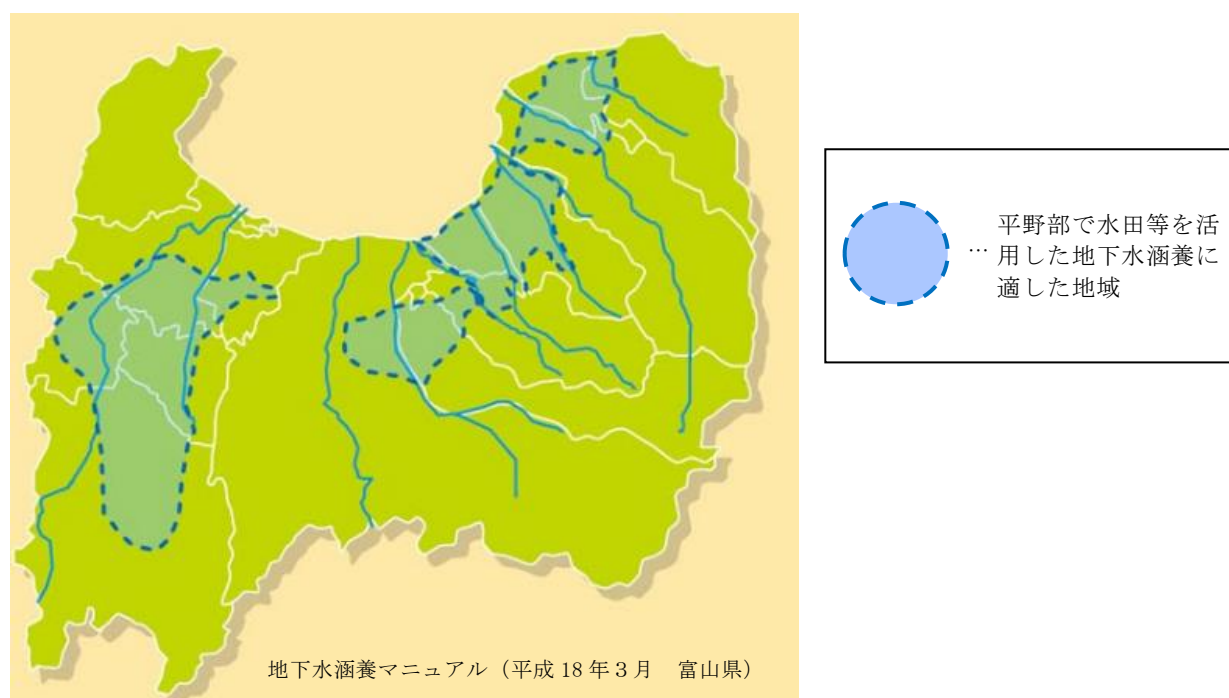 平野部で水田等を活
… 用した地下水涵養に
適した地域
地下水涵養マニュアル（平成 18 年３月　富山県）